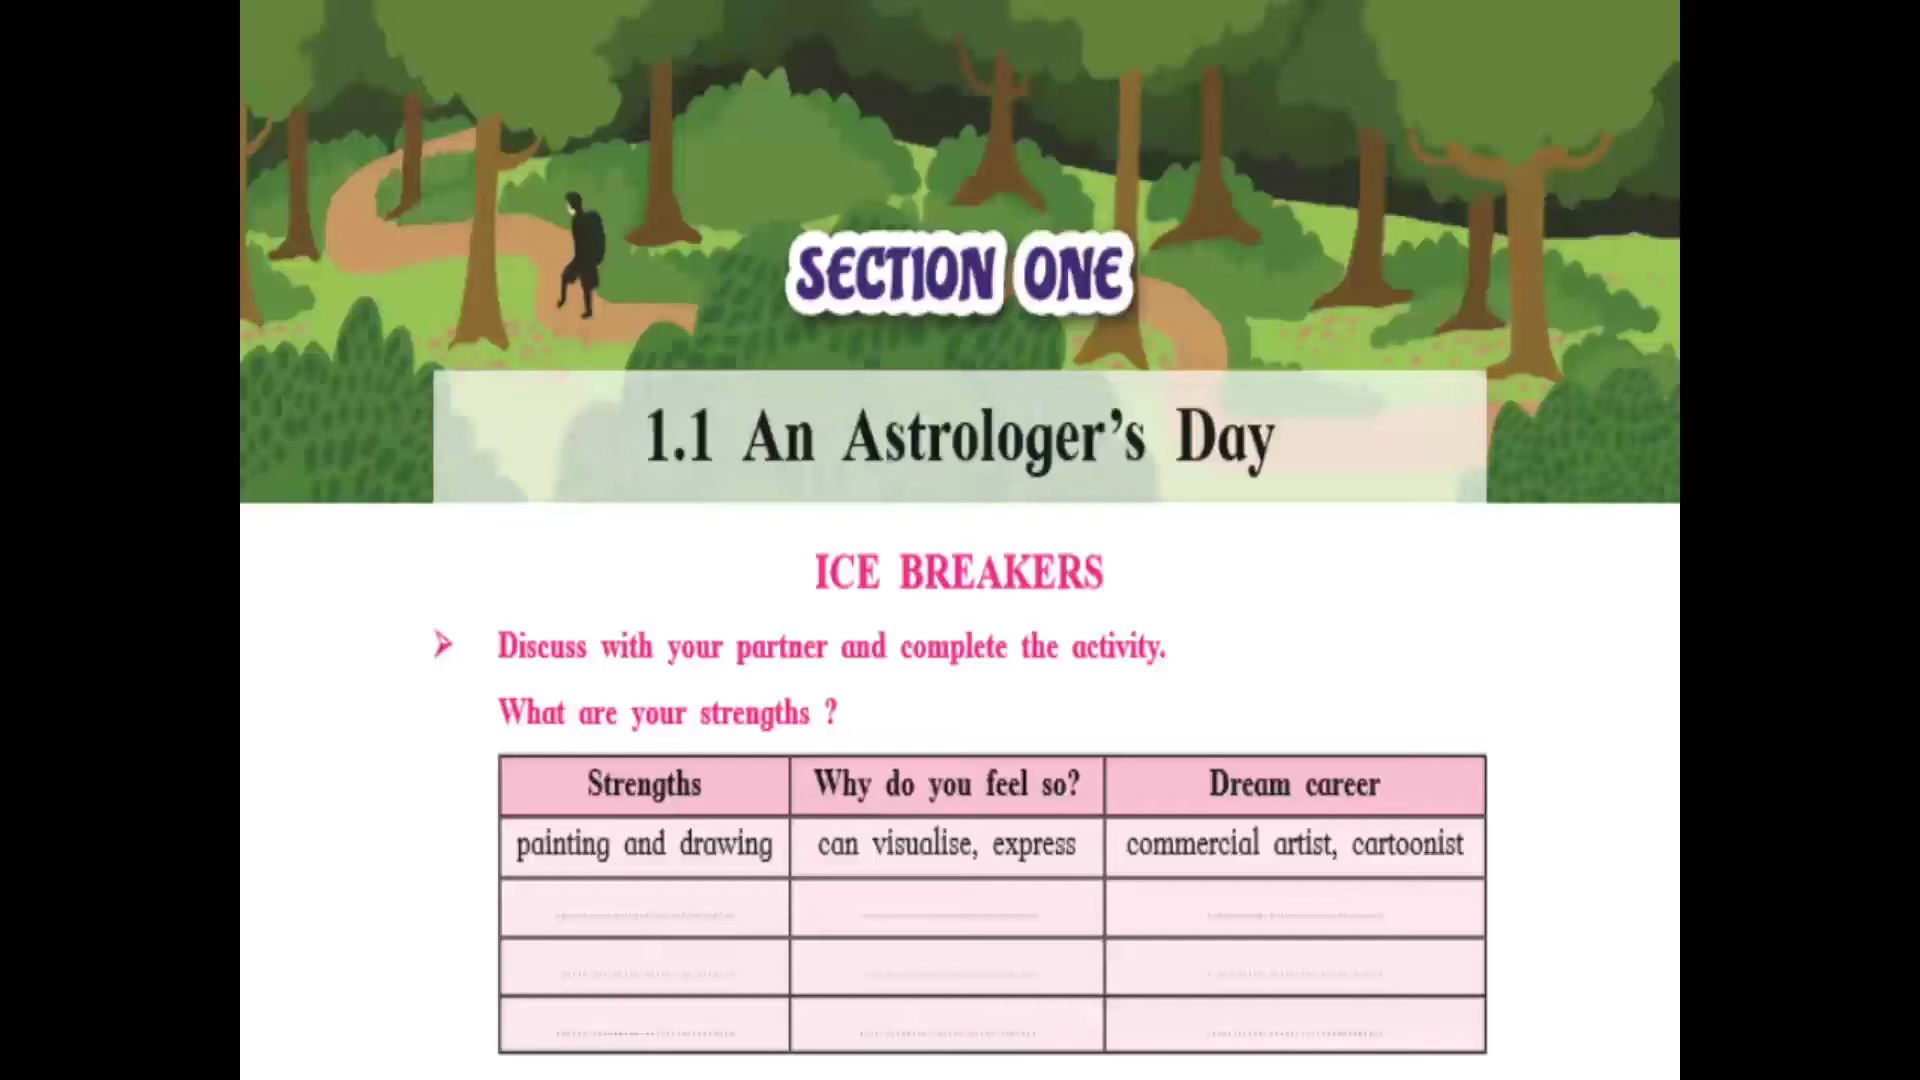 SECTION ONE
1.1 An Astrologer's Day
ICE BREAKERS
Discuss with your partner and complete the activity.
What are your strengths ?
Strengths Why do you feel so? Dream career
painting and drawing can visualise, express commercial artist, cartoonist